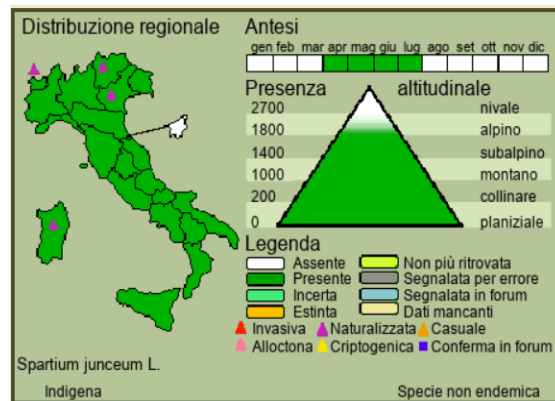 Distribuzione regionale
Antesi
gen feb mar apr mag giu lug ago set ott nov dic
Presenza altitudinale
2700 nivale
1800 alpino
1400 subalpino
1000 montano
200 collinare
0 planiziale
Legenda
Assente Non più ritrovata
Presente Segnalata per errore
Incerta Segnalata in forum
Estinta Dati mancanti
Invasiva Naturalizzata Casuale
Alloctona Criptogenica Conferma in forum
Spartium junceum L.
Indigena Specie non endemica